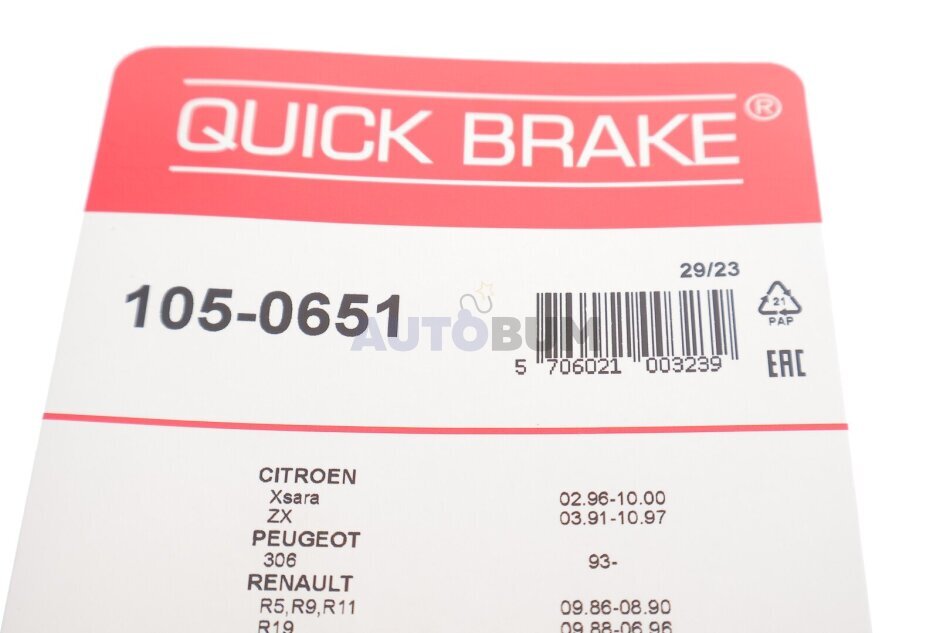 QUICK BRAKE®
29/23
105-0651
AUTOBUM
21
PAP
5 706021 003239
EAC
CITROEN
Xsara 02.96-10.00
ZX 03.91-10.97
PEUGEOT
306 93-
RENAULT
R5,R9,R11 09.86-08.90
R19 09.88-06.96